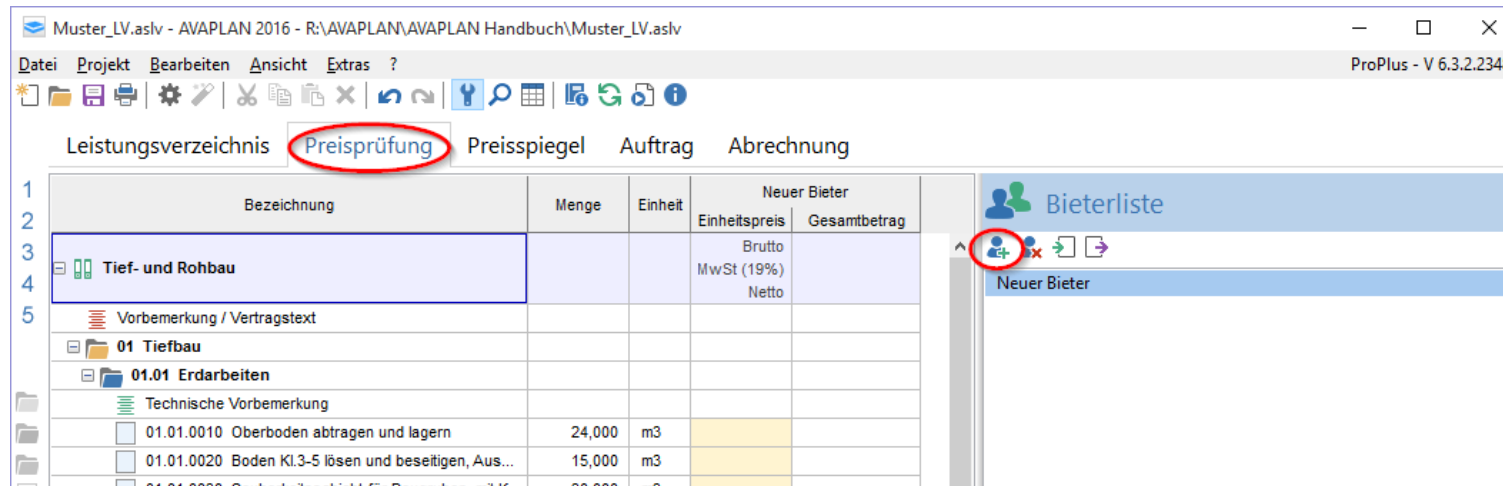 Muster_LV.aslv - AVAPLAN 2016 - R:\AVAPLAN\AVAPLAN Handbuch\Muster_LV.aslv
Datei Projekt Bearbeiten Ansicht Extras ?
ProPlus - V 6.3.2.234
Leistungsverzeichnis Preisprüfung Preisspiegel Auftrag Abrechnung
1
2
3
4
5
Bezeichnung Menge Einheit Neuer Bieter
Einheitspreis Gesamtbetrag
Tief- und Rohbau
Brutto
MwSt (19%)
Netto
Vorbemerkung / Vertragstext
01 Tiefbau
01.01 Erdarbeiten
Technische Vorbemerkung
01.01.0010 Oberboden abtragen und lagern 24,000 m3
01.01.0020 Boden Kl.3-5 lösen und beseitigen, Aus... 15,000 m3
Bieterliste
Neuer Bieter